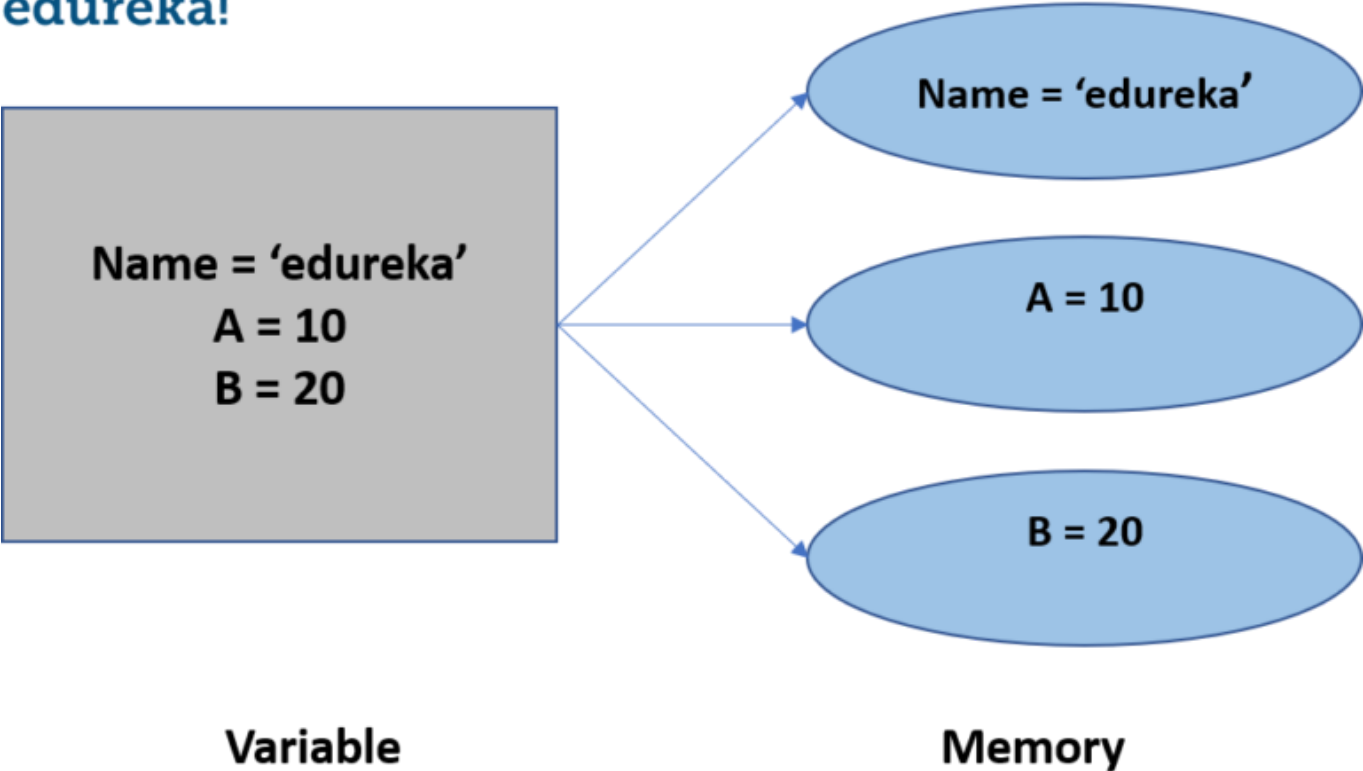 edureka!
Name = ‘edureka’
A = 10
B = 20
Name = ‘edureka’
A = 10
B = 20
Variable
Memory